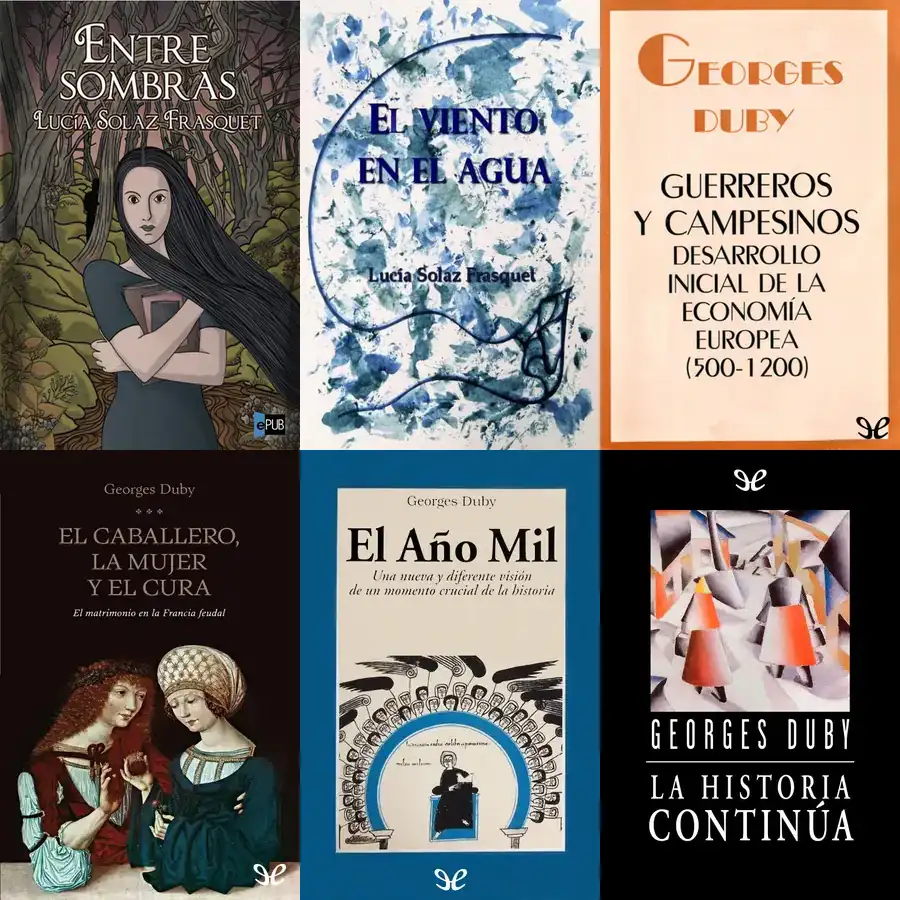 ENTRE
SOMBRAS
LUCÍA SOLAZ FRASQUET
ePUB
EL VIENTO
EN EL AGUA
Lucía Solaz Frasquet
GEORGES
DUBY
GUERREROS
Y CAMPESINOS
DESARROLLO
INICIAL DE LA
ECONOMÍA
EUROPEA
(500-1200)
Georges Duby
EL CABALLERO,
LA MUJER
Y EL CURA
El matrimonio en la Francia feudal
Georges Duby
El Año Mil
Una nueva y diferente visión
de un momento crucial de la historia
GEORGES DUBY
LA HISTORIA
CONTINÚA